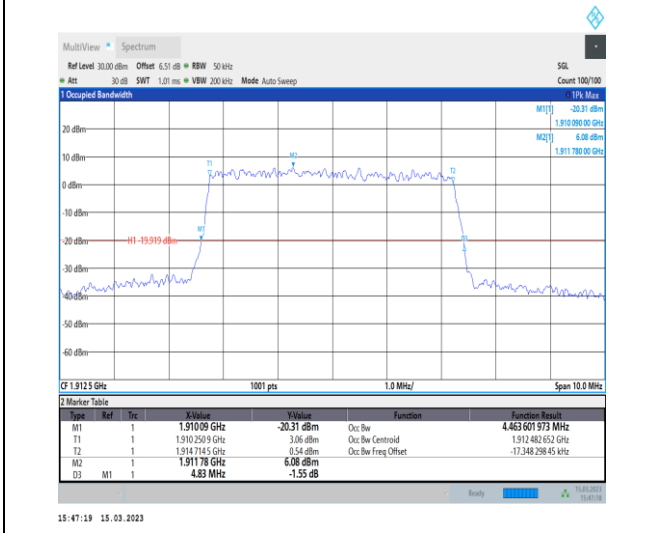 MultiView Spectrum
Ref Level 30.00 dBm Offset 6.51 dB RBW 50 kHz SGL
Att 30 dB SWT 1.01 ms VBW 200 kHz Mode Auto Sweep Count 100/100
1 Occupied Bandwidth 1Pk Max
M1[1] -20.31 dBm
1.910 090 00 GHz
M2[1] 6.08 dBm
1.911 780 00 GHz
20 dBm
10 dBm
M2
T1
T2
0 dBm
-10 dBm
M1
-20 dBm
H1 -19.919 dBm
-30 dBm
-40 dBm
-50 dBm
-60 dBm
CF 1.912 5 GHz 1001 pts 1.0 MHz/ Span 10.0 MHz
2 Marker Table
Type Ref Trc X-Value Y-Value Function Function Result
M1 1 1.91009 GHz -20.31 dBm Occ Bw 4.463 601 973 MHz
T1 1 1.910 250 9 GHz 3.06 dBm Occ Bw Centroid 1.912 482 652 GHz
T2 1 1.914 714 5 GHz 0.54 dBm Occ Bw Freq Offset -17.348 298 45 kHz
M2 1 1.911 78 GHz 6.08 dBm
D3 M1 1 4.83 MHz -1.55 dB
Ready 15.03.2023
15:47:18
15:47:19 15.03.2023